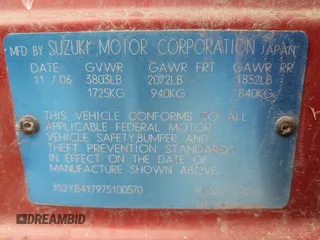 MFD BY SUZUKI MOTOR CORPORATION JAPAN
DATE GVWR GAWR FRT GAWR RR
11/06 3803LB 2072LB 1852LB
1725KG 940KG 840KG
THIS VEHICLE CONFORMS TO ALL
APPLICABLE FEDERAL MOTOR
VEHICLE SAFETY, BUMPER, AND
THEFT PREVENTION STANDARDS
IN EFFECT ON THE DATE OF
MANUFACTURE SHOWN ABOVE.
JS2YB417975100570
DREAMBID